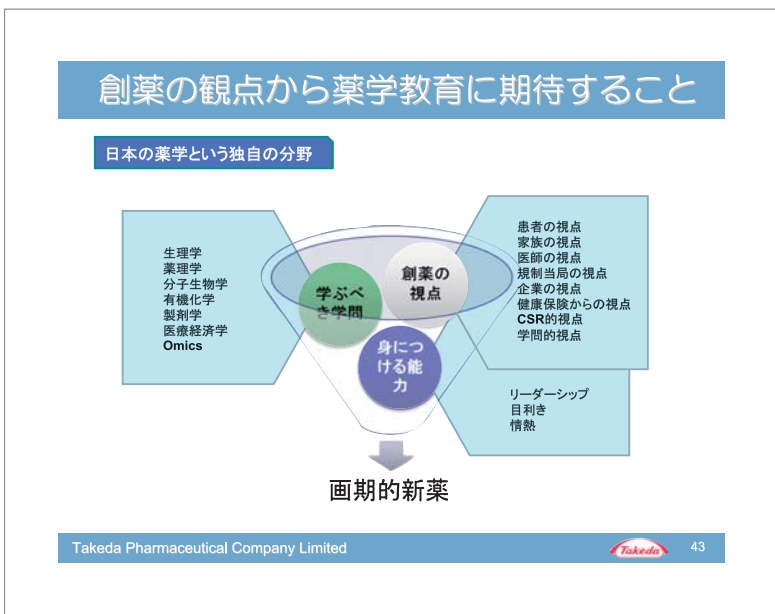 創薬の観点から薬学教育に期待すること
日本の薬学という独自の分野
生理学
薬理学
分子生物学
有機化学
製剤学
医療経済学
Omics
学ぶべ
き学問
創薬の
視点
身につ
ける能
力
患者の視点
家族の視点
医師の視点
規制当局の視点
企業の視点
健康保険からの視点
CSR的視点
学問的視点
リーダーシップ
目利き
情熱
画期的新薬
Takeda Pharmaceutical Company Limited
Takeda
43